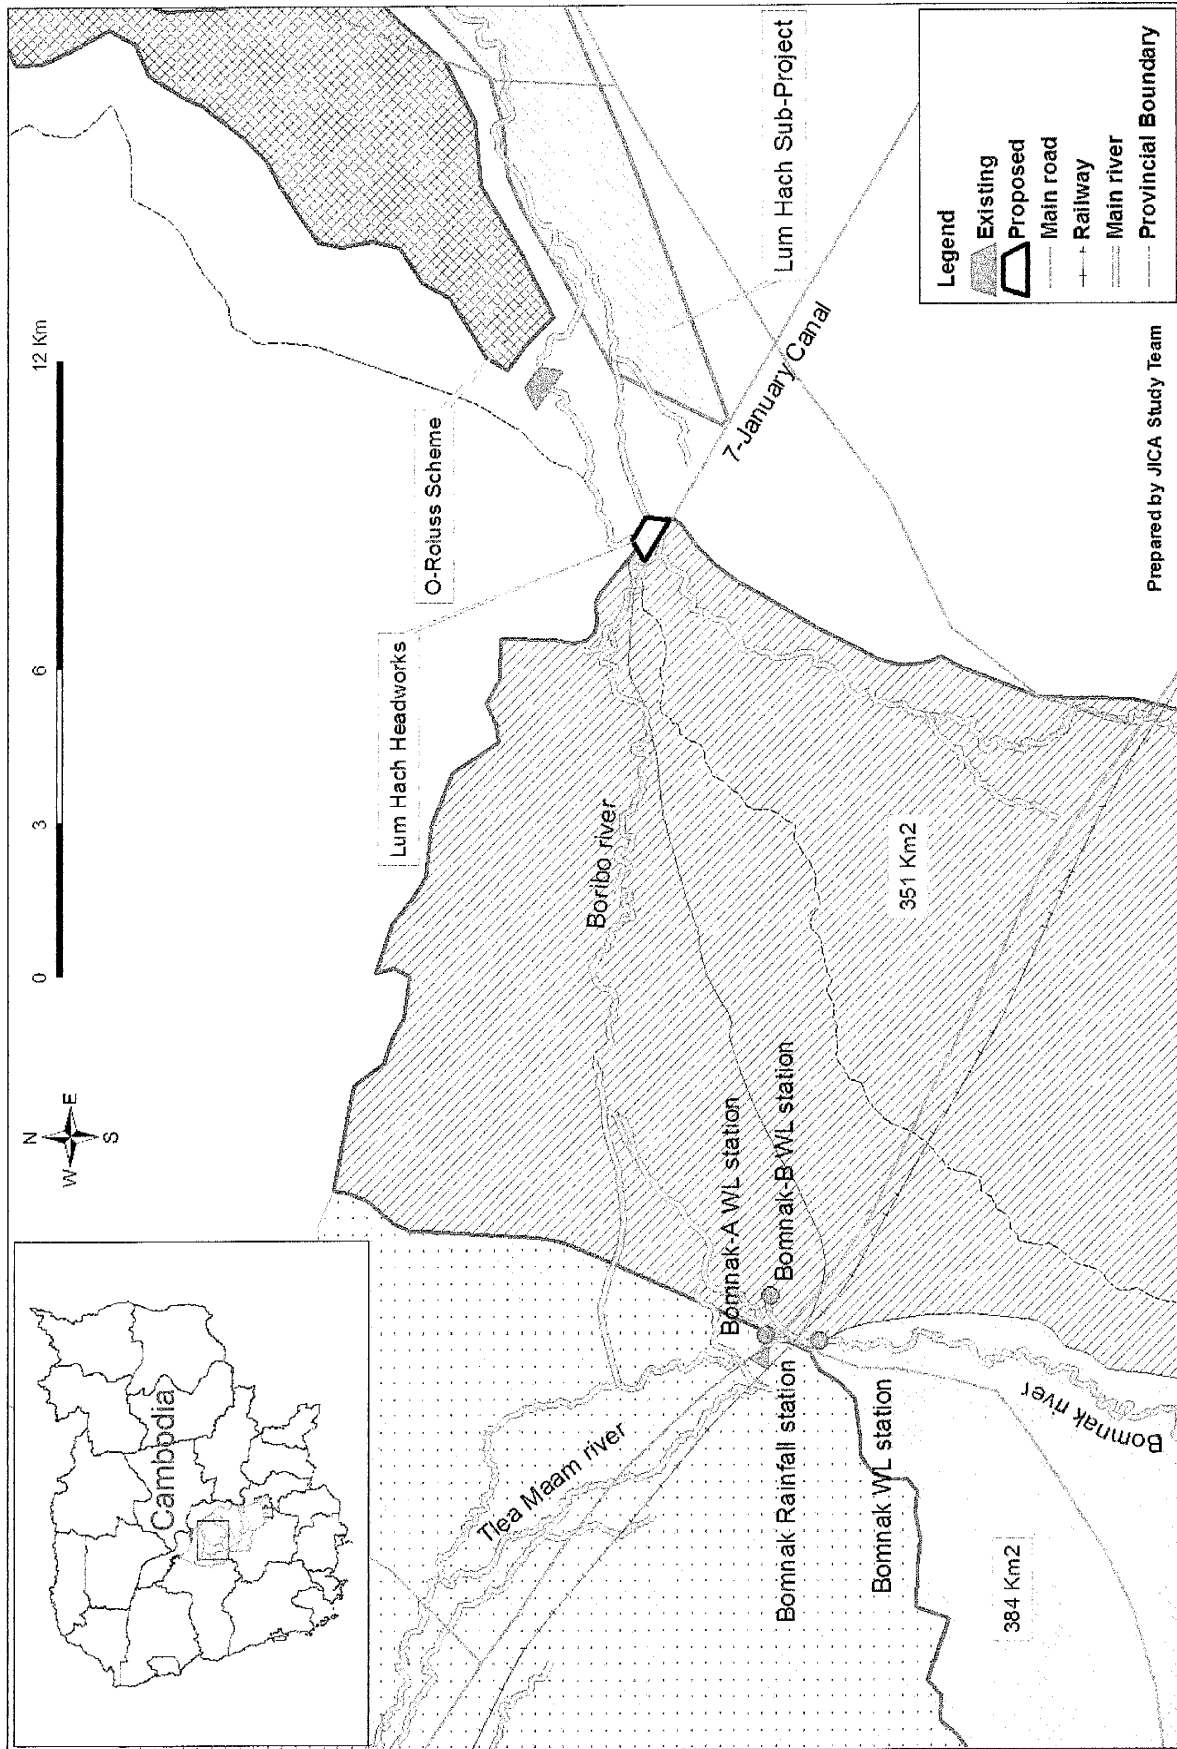 Cambodia
N
W
E
S
0
3
6
12 Km
Lum Hach Headworks
O-Roluss Scheme
Tlea Maam river
Boribo river
Bomnak-A WL station
Bomnak-B WL station
Bomnak Rainfall station
Bomnak WL station
Bomnak river
384 Km2
351 Km2
7-January Canal
Lum Hach Sub-Project
Legend
Existing
Proposed
Main road
Railway
Main river
Provincial Boundary
Prepared by JICA Study Team